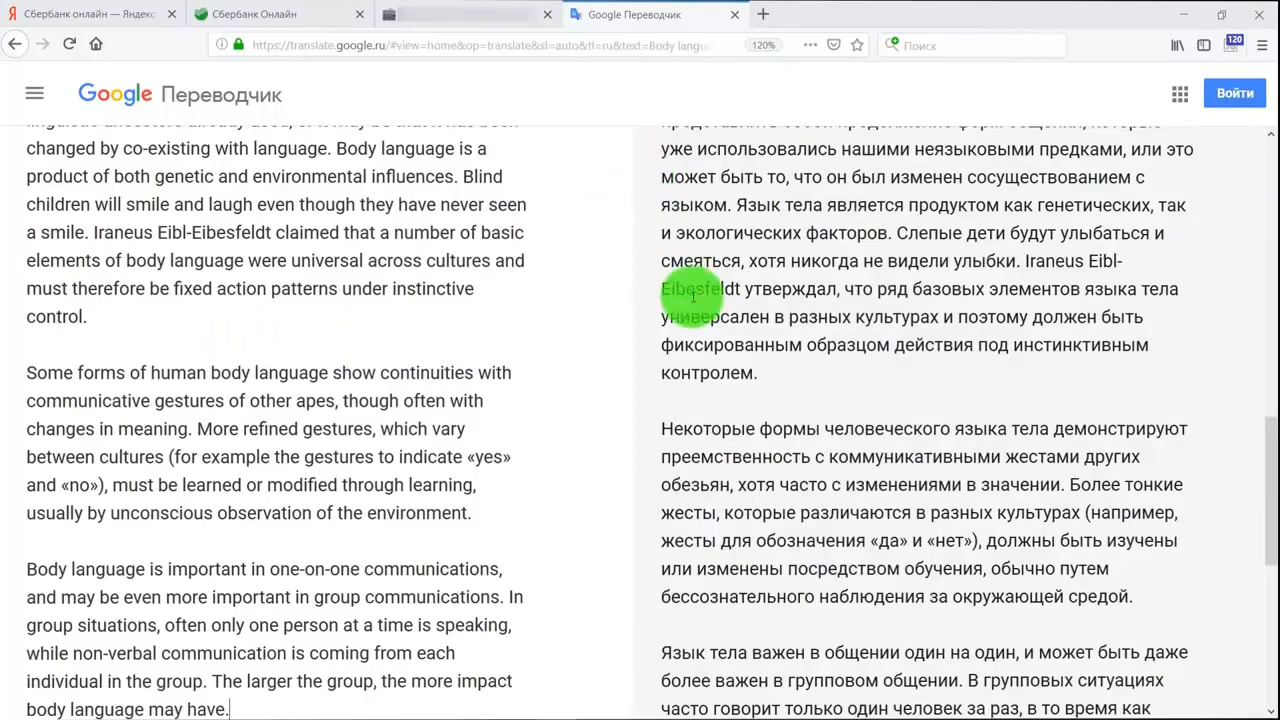 Сбербанк онлайн — Яндекс
Сбербанк Онлайн
Google Переводчик
https://translate.google.ru/#view=home&op=translate&sl=auto&tl=ru&text=Body langu
120%
Поиск
120
Google Переводчик
Войти
changed by co-existing with language. Body language is a
product of both genetic and environmental influences. Blind
children will smile and laugh even though they have never seen
a smile. Iraneus Eibl-Eibesfeldt claimed that a number of basic
elements of body language were universal across cultures and
must therefore be fixed action patterns under instinctive
control.
Some forms of human body language show continuities with
communicative gestures of other apes, though often with
changes in meaning. More refined gestures, which vary
between cultures (for example the gestures to indicate «yes»
and «no»), must be learned or modified through learning,
usually by unconscious observation of the environment.
Body language is important in one-on-one communications,
and may be even more important in group communications. In
group situations, often only one person at a time is speaking,
while non-verbal communication is coming from each
individual in the group. The larger the group, the more impact
body language may have.
уже использовались нашими неязыковыми предками, или это
может быть то, что он был изменен сосуществованием с
языком. Язык тела является продуктом как генетических, так
и экологических факторов. Слепые дети будут улыбаться и
смеяться, хотя никогда не видели улыбки. Iraneus Eibl-
Eibesfeldt утверждал, что ряд базовых элементов языка тела
универсален в разных культурах и поэтому должен быть
фиксированным образцом действия под инстинктивным
контролем.
Некоторые формы человеческого языка тела демонстрируют
преемственность с коммуникативными жестами других
обезьян, хотя часто с изменениями в значении. Более тонкие
жесты, которые различаются в разных культурах (например,
жесты для обозначения «да» и «нет»), должны быть изучены
или изменены посредством обучения, обычно путем
бессознательного наблюдения за окружающей средой.
Язык тела важен в общении один на один, и может быть даже
более важен в групповом общении. В групповых ситуациях
часто говорит только один человек за раз, в то время как